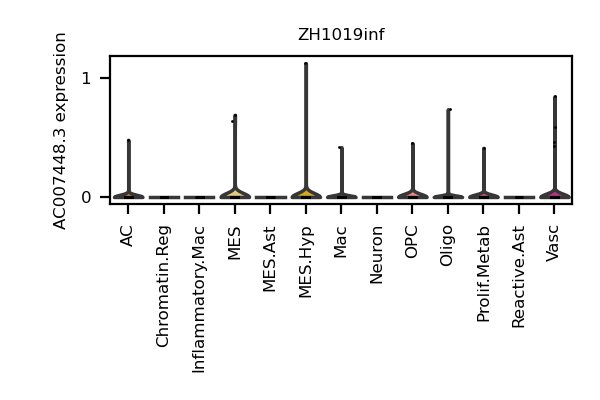 ZH1019inf
AC007448.3 expression
1
0
AC
Chromatin.Reg
Inflammatory.Mac
MES
MES.Ast
MES.Hyp
Mac
Neuron
OPC
Oligo
Prolif.Metab
Reactive.Ast
Vasc